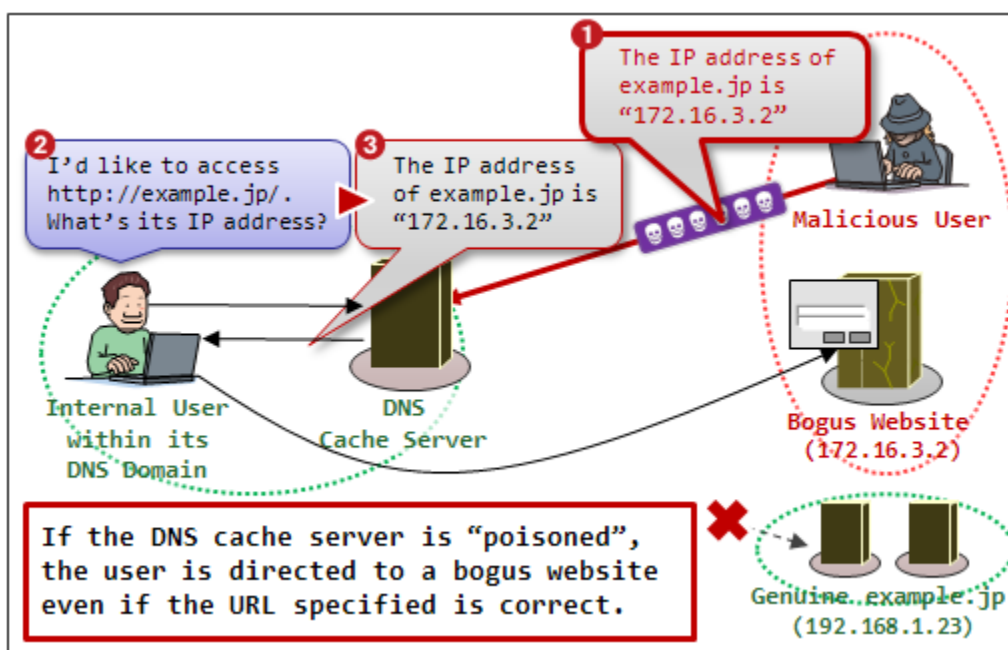 1
The IP address of
example.jp is
“172.16.3.2”
2
I’d like to access
http://example.jp/.
What’s its IP address?
3
The IP address
of example.jp is
“172.16.3.2”
Malicious User
Internal User
within its
DNS Domain
DNS
Cache Server
Bogus Website
(172.16.3.2)
If the DNS cache server is “poisoned”,
the user is directed to a bogus website
even if the URL specified is correct.
Genuine example.jp
(192.168.1.23)